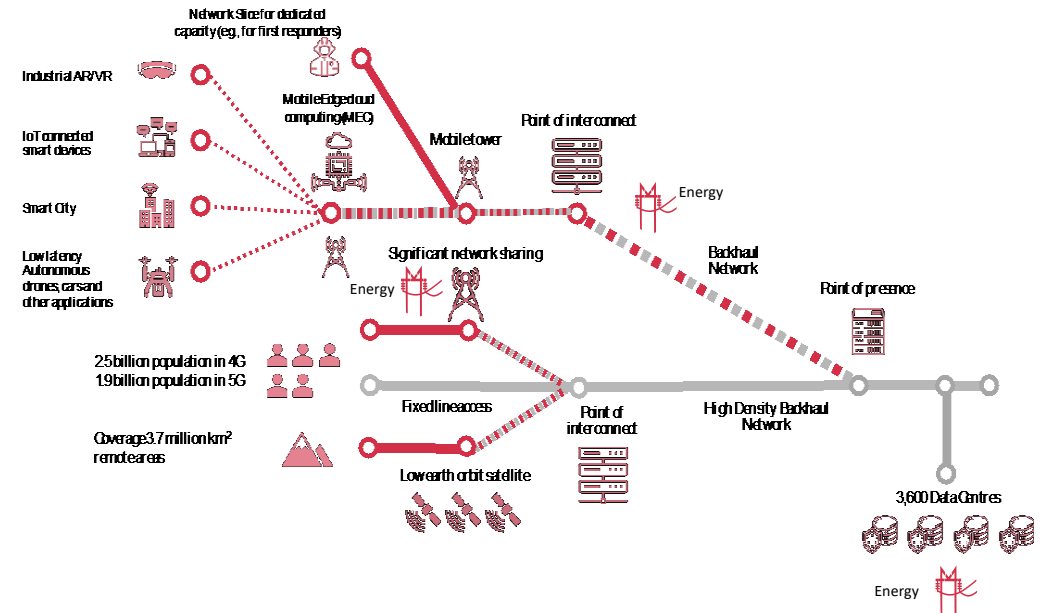 Network Slice for dedicated
capacity (eg., for first responders)
Industrial AR/VR
Mobile Edge cloud
computing (MEC)
Point of interconnect
IoT connected
smart devices
Mobile tower
Energy
Smart City
Significant network sharing
Backhaul
Network
Low latency
Autonomous
drones, cars and
other applications
Energy
Point of presence
2.5 billion population in 4G
1.9 billion population in 5G
Fixed line access
Point of
interconnect
High Density Backhaul
Network
Coverage 3.7 million km²
remote areas
Low earth orbit satellite
3,600 Data Centres
Energy